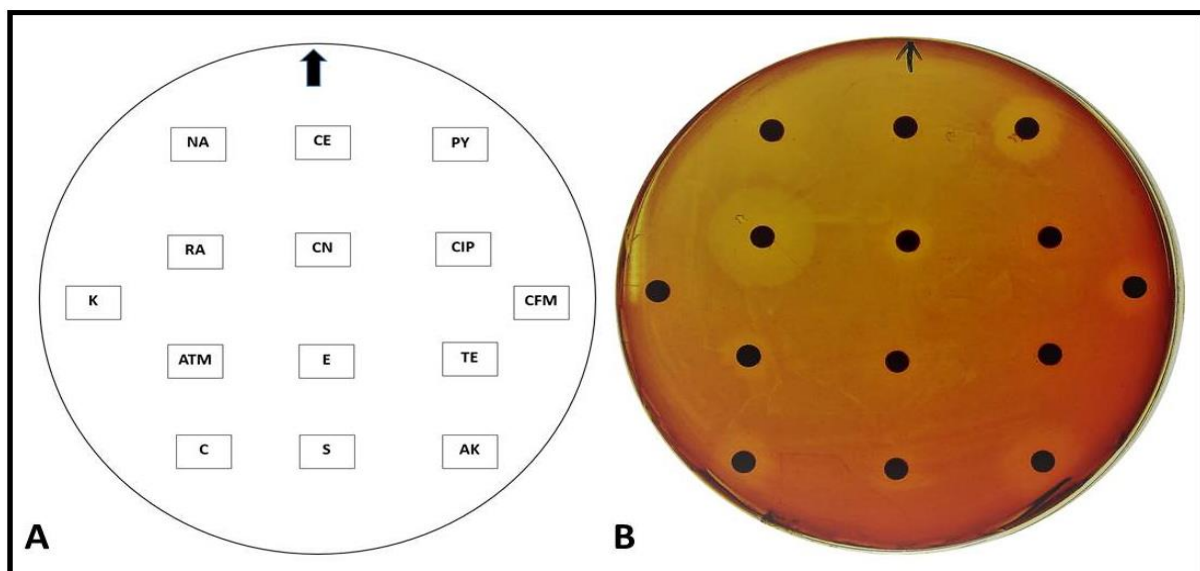 NA CE PY
RA CN CIP
K CFM
ATM E TE
C S AK
A B